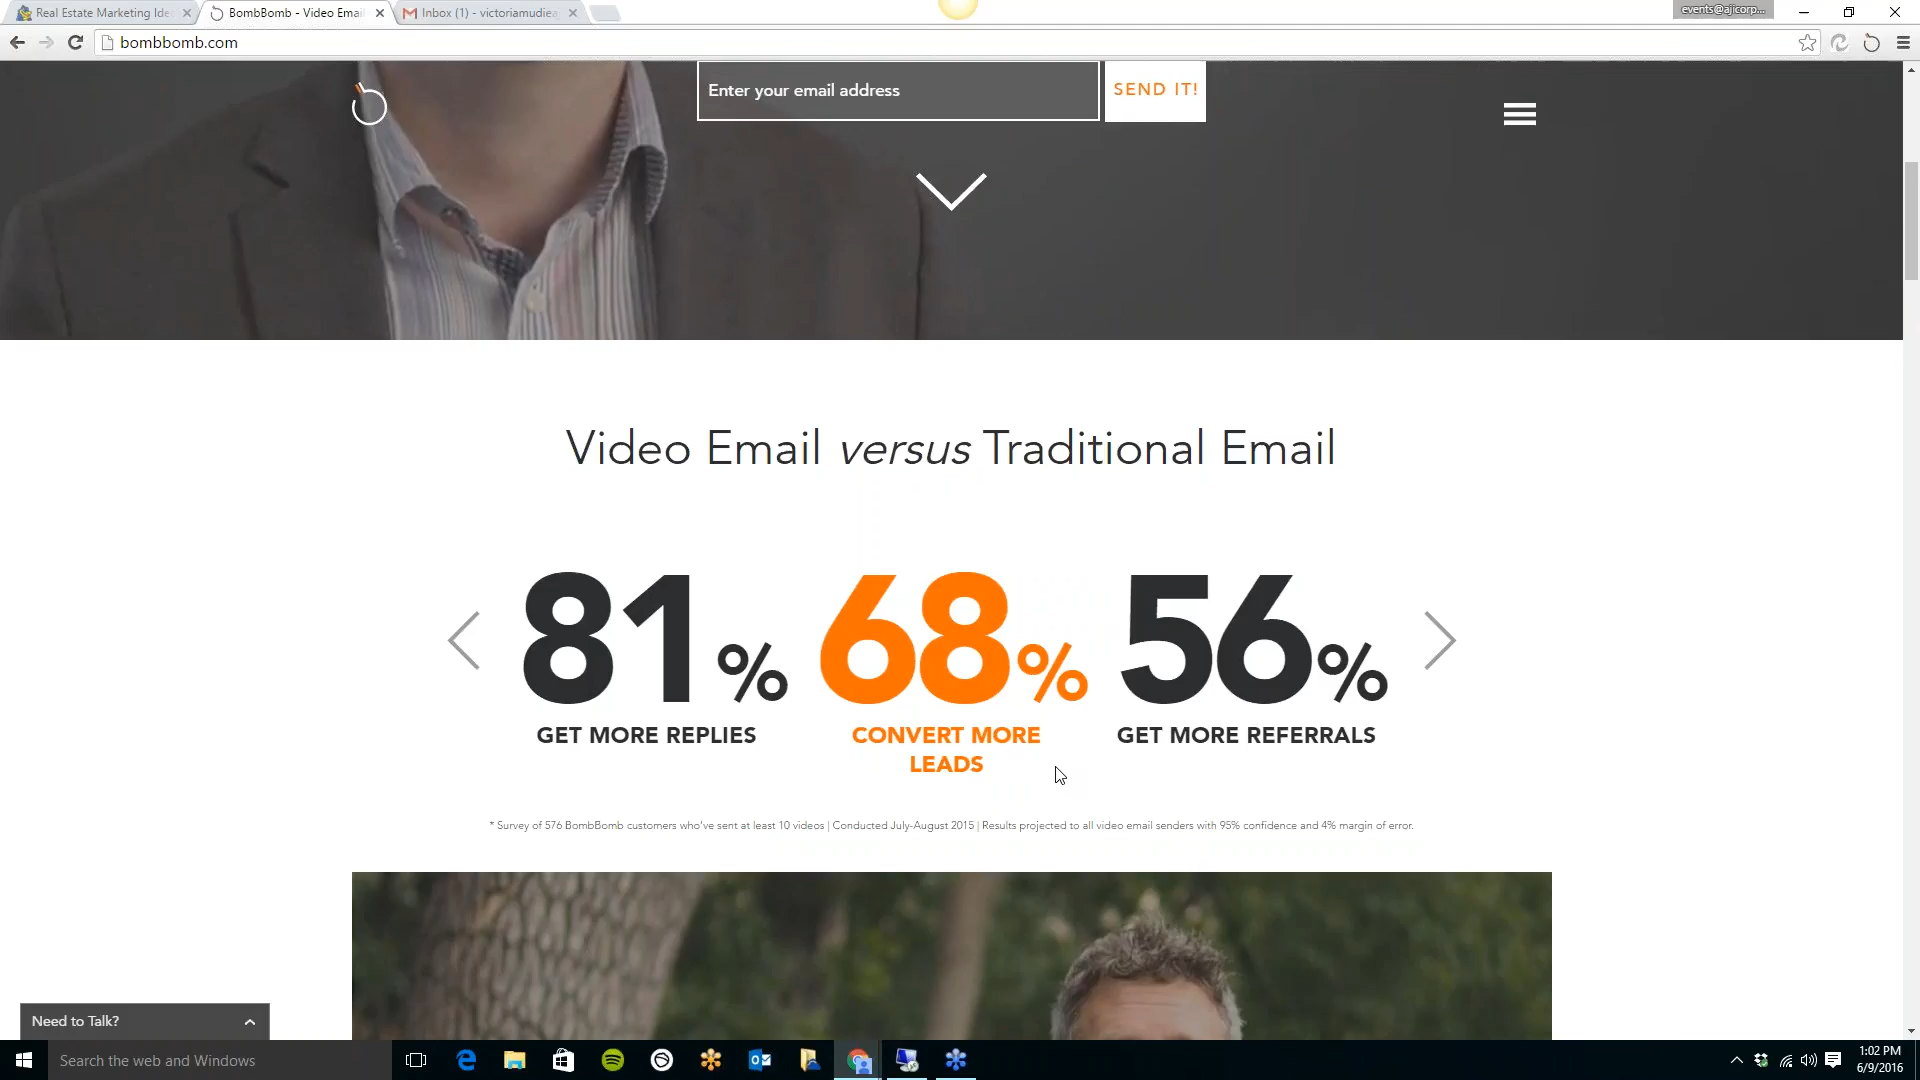 Real Estate Marketing Ide
BombBomb - Video Email
Inbox (1) - victoriamudiea
events@ajicorp...
bombbomb.com
Enter your email address
SEND IT!
Video Email versus Traditional Email
81% 68% 56%
GET MORE REPLIES
CONVERT MORE
LEADS
GET MORE REFERRALS
* Survey of 576 BombBomb customers who've sent at least 10 videos | Conducted July-August 2015 | Results projected to all video email senders with 95% confidence and 4% margin of error.
Need to Talk?
Search the web and Windows
1:02 PM
6/9/2016